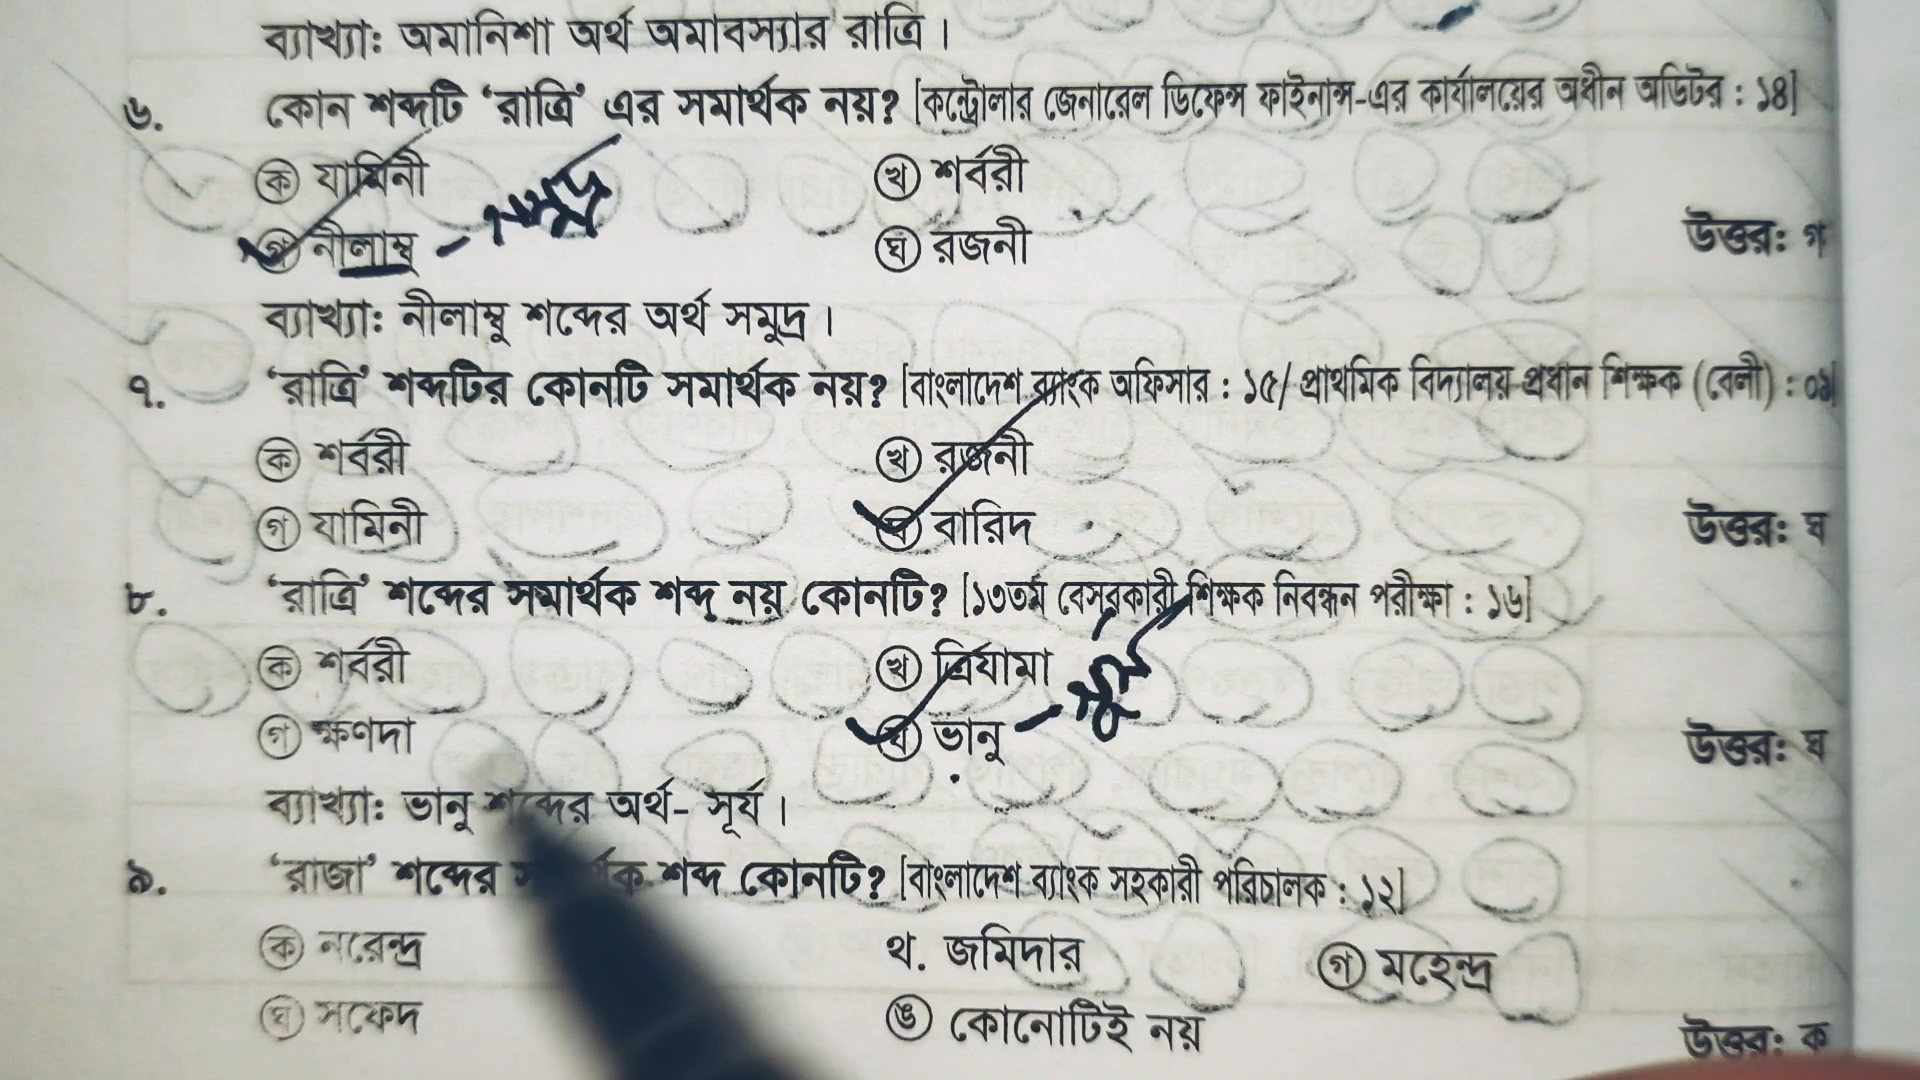 ব্যাখ্যা: অমানিশা অর্থ অমাবস্যার রাত্রি।
৬. কোন শব্দটি ‘রাত্রি’ এর সমার্থক নয়? [কন্ট্রোলার জেনারেল ডিফেন্স ফাইনান্স-এর কার্যালয়ের অধীন অডিটর : ১৪]
ক যামিনী খ শর্বরী
গ নীলাম্বু – সমুদ্র ঘ রজনী উত্তর: গ
ব্যাখ্যা: নীলাম্বু শব্দের অর্থ সমুদ্র।
৭. ‘রাত্রি’ শব্দটির কোনটি সমার্থক নয়? [বাংলাদেশ ব্যাংক অফিসার : ১৫/ প্রাথমিক বিদ্যালয় প্রধান শিক্ষক (বেলী) : ০৯]
ক শর্বরী খ রজনী
গ যামিনী ঘ বারিদ উত্তর: ঘ
৮. ‘রাত্রি’ শব্দের সমার্থক শব্দ নয় কোনটি? [১৩তম বেসরকারী শিক্ষক নিবন্ধন পরীক্ষা : ১৬]
ক শর্বরী খ ত্রিযামা
গ ক্ষণদা ঘ ভানু – সূর্য উত্তর: ঘ
ব্যাখ্যা: ভানু শব্দের অর্থ- সূর্য।
৯. ‘রাজা’ শব্দের শব্দ কোনটি? [বাংলাদেশ ব্যাংক সহকারী পরিচালক : ১২]
ক নরেন্দ্র খ. জমিদার গ মহেন্দ্র
ঘ সফেদ ঙ কোনোটিই নয় উত্তর: ক